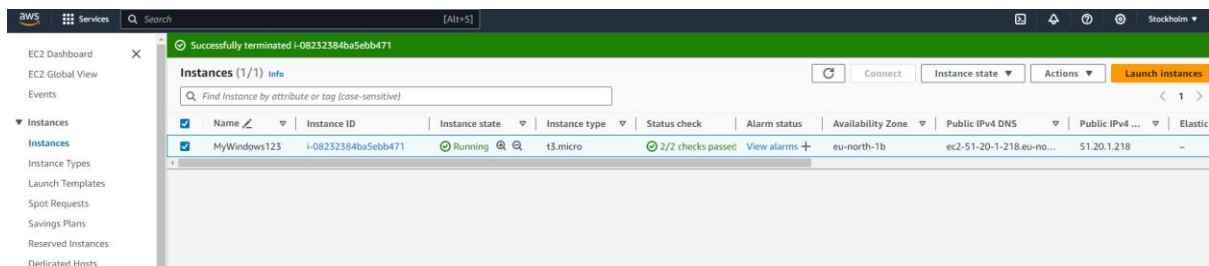 aws Services Search [Alt+S] Stockholm
EC2 Dashboard
EC2 Global View
Events
Instances
Instances
Instance Types
Launch Templates
Spot Requests
Savings Plans
Reserved Instances
Dedicated Hosts
Successfully terminated i-08232384ba5ebb471
Instances (1/1) Info Connect Instance state Actions Launch instances
Find Instance by attribute or tag (case-sensitive) 1
Name Instance ID Instance state Instance type Status check Alarm status Availability Zone Public IPv4 DNS Public IPv4 ... Elastic
MyWindows123 i-08232384ba5ebb471 Running t3.micro 2/2 checks passed View alarms + eu-north-1b ec2-51-20-1-218.eu-no... 51.20.1.218 –